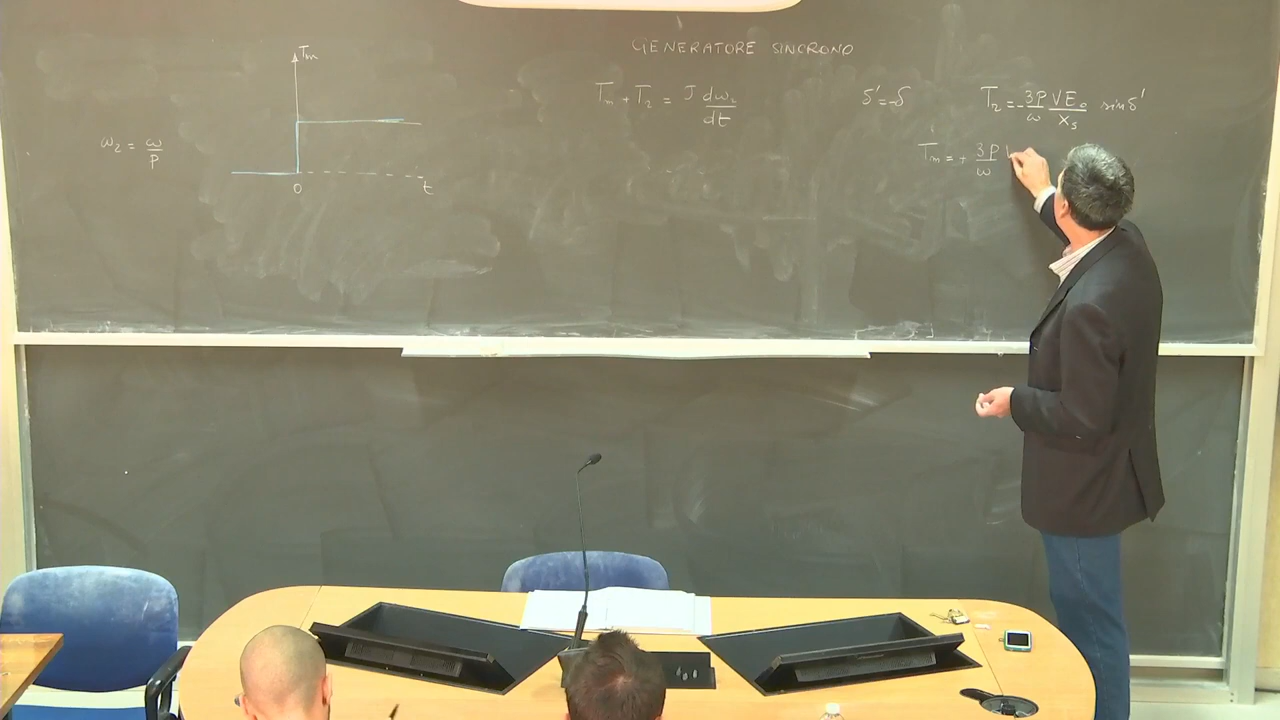 GENERATORE SINCRONO
Tm
ω₂ = ω/P
0
t
Tm + T₂ = J dω₂/dt
δ' = -δ
T₂ = - 3P/ω VE₀/Xs sin δ'
Tm = + 3P/ω